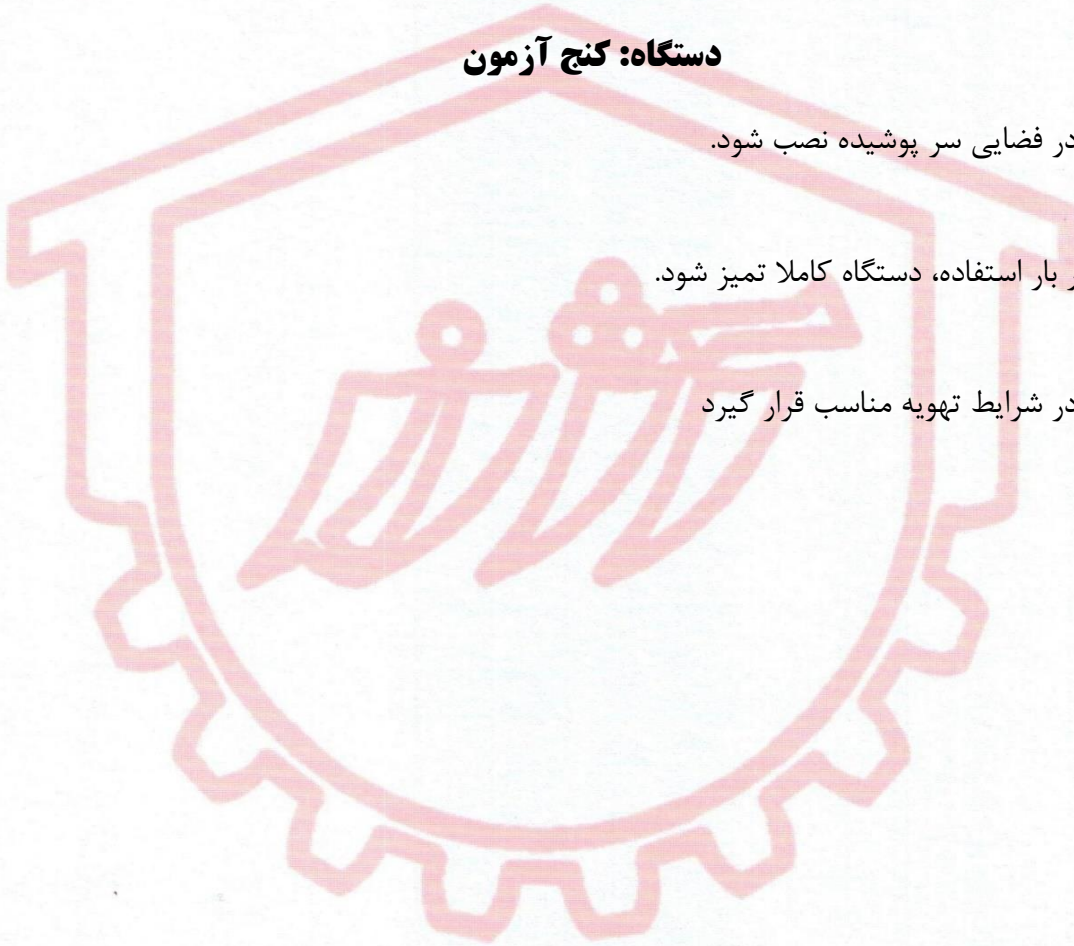 دستگاه: کنج آزمون
در فضایی سر پوشیده نصب شود.
بار استفاده، دستگاه کاملا تمیز شود.
در شرایط تهویه مناسب قرار گیرد